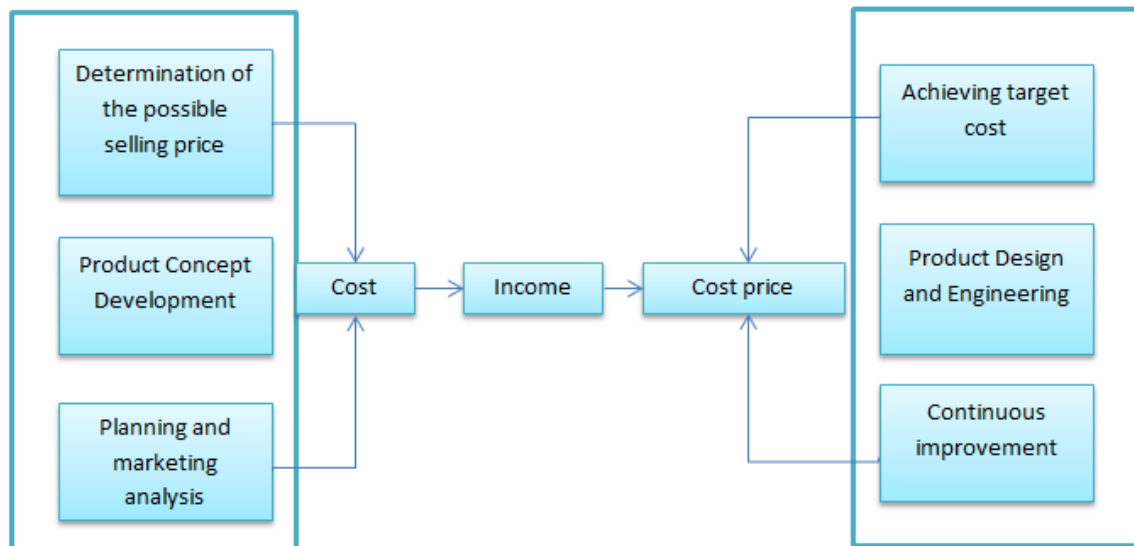 Determination of
the possible
selling price
Product Concept
Development
Planning and
marketing
analysis
Cost
Income
Cost price
Achieving target
cost
Product Design
and Engineering
Continuous
improvement